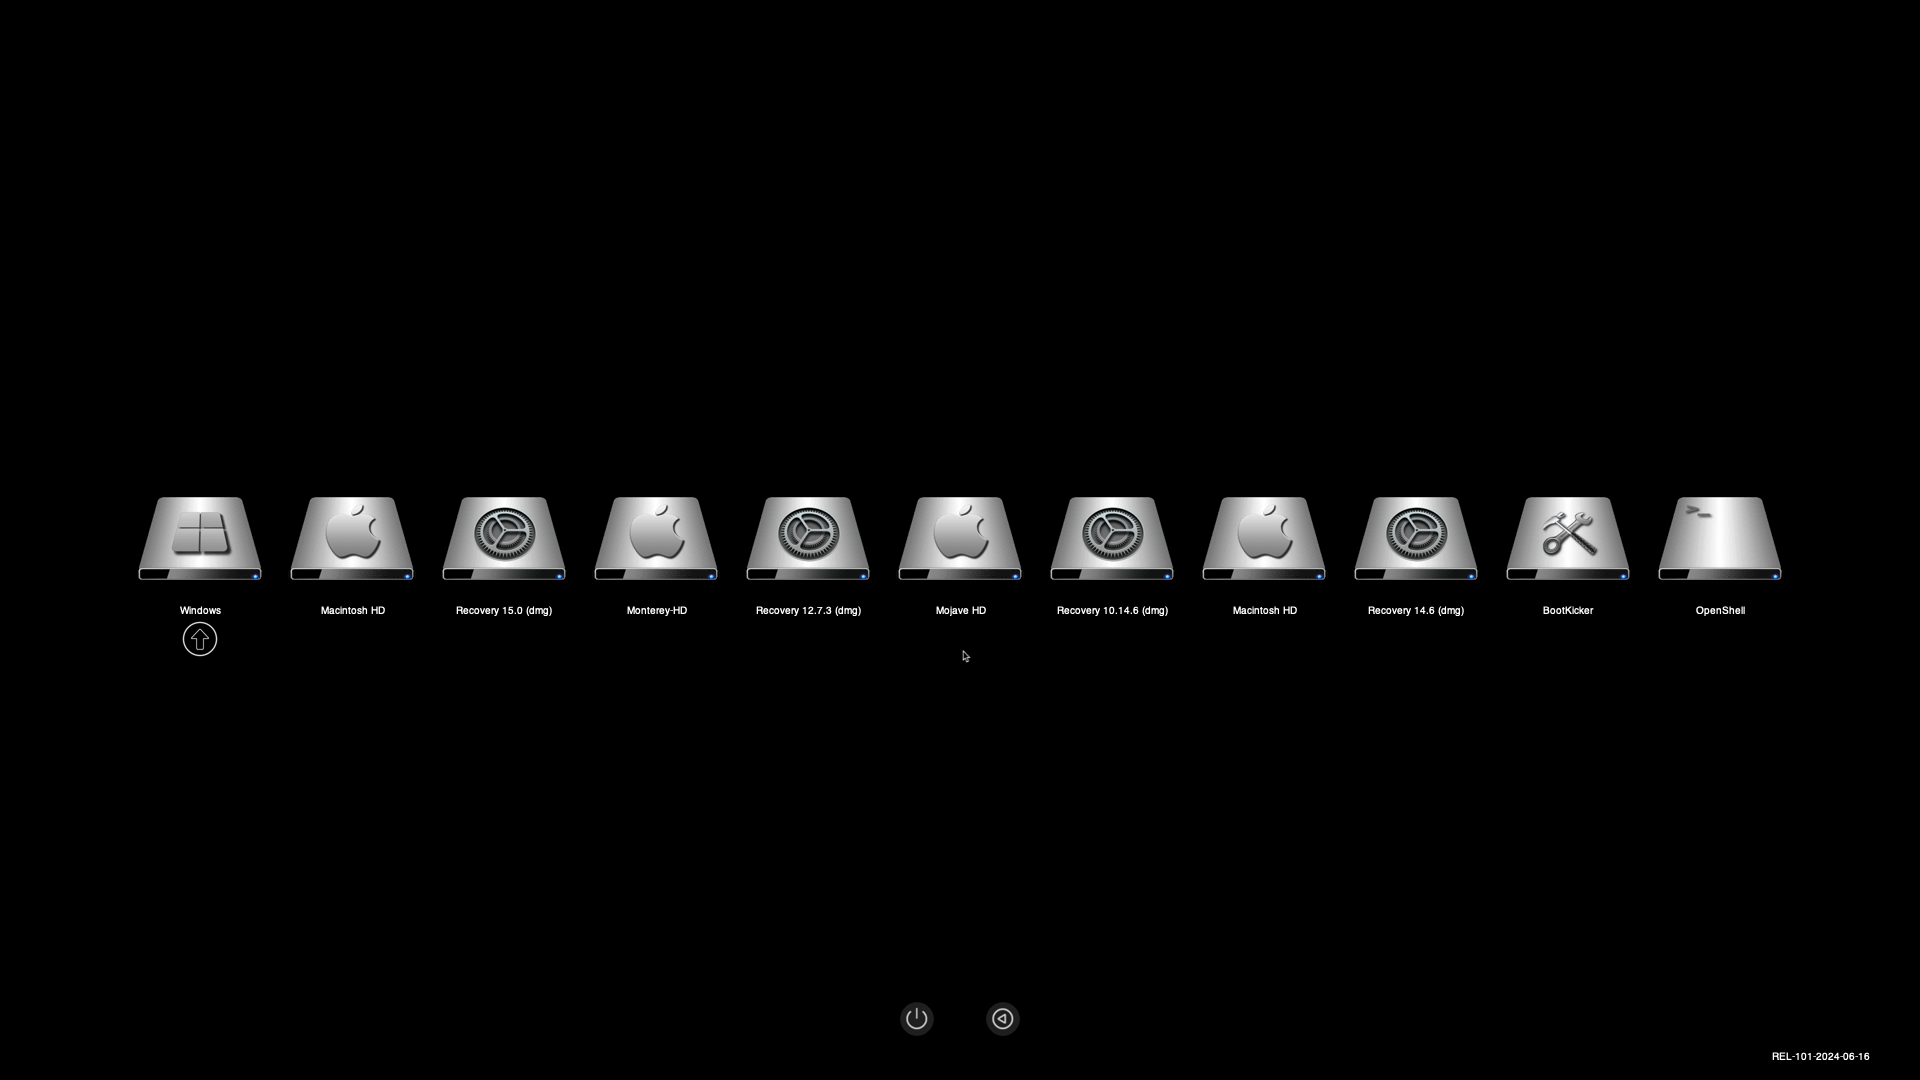 Windows
Macintosh HD
Recovery 15.0 (dmg)
Monterey-HD
Recovery 12.7.3 (dmg)
Mojave HD
Recovery 10.14.6 (dmg)
Macintosh HD
Recovery 14.6 (dmg)
BootKicker
OpenShell
REL-101-2024-06-16